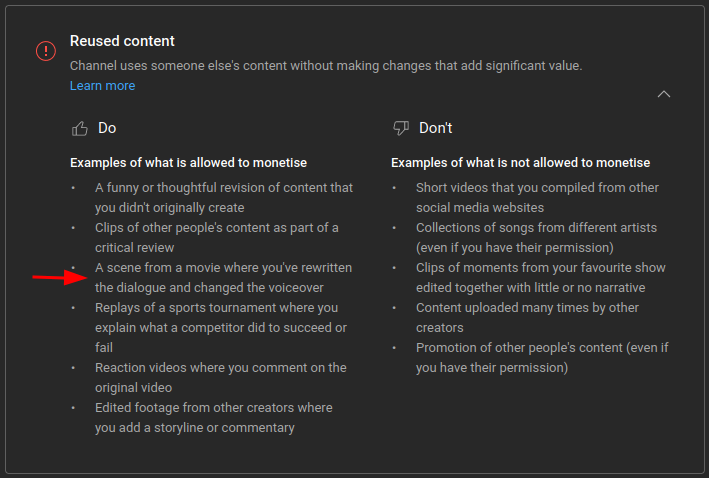 Reused content
Channel uses someone else's content without making changes that add significant value.
Learn more
Do
Examples of what is allowed to monetise
• A funny or thoughtful revision of content that
you didn't originally create
• Clips of other people's content as part of a
critical review
• A scene from a movie where you've rewritten
the dialogue and changed the voiceover
• Replays of a sports tournament where you
explain what a competitor did to succeed or
fail
• Reaction videos where you comment on the
original video
• Edited footage from other creators where
you add a storyline or commentary
Don't
Examples of what is not allowed to monetise
• Short videos that you compiled from other
social media websites
• Collections of songs from different artists
(even if you have their permission)
• Clips of moments from your favourite show
edited together with little or no narrative
• Content uploaded many times by other
creators
• Promotion of other people's content (even if
you have their permission)